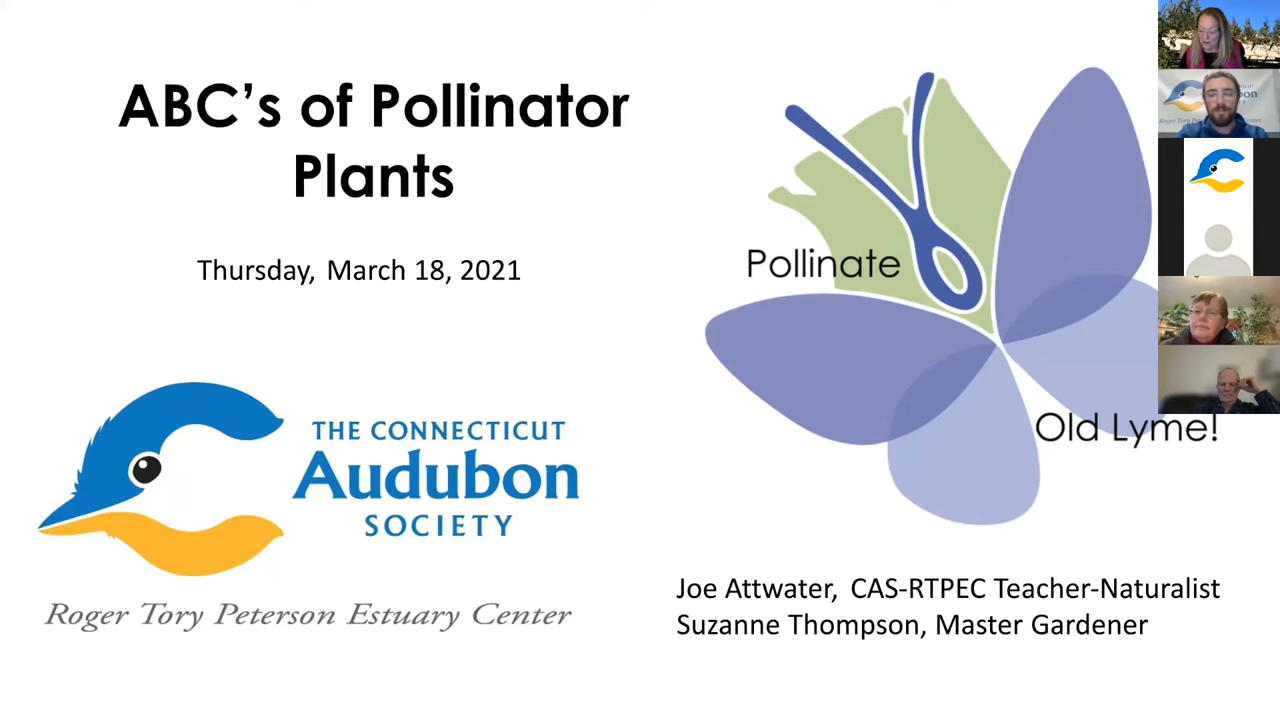 ABC's of Pollinator
Plants
Thursday, March 18, 2021
THE CONNECTICUT
Audubon
SOCIETY
Roger Tory Peterson Estuary Center
Pollinate
Old Lyme!
Joe Attwater, CAS-RTPEC Teacher-Naturalist
Suzanne Thompson, Master Gardener